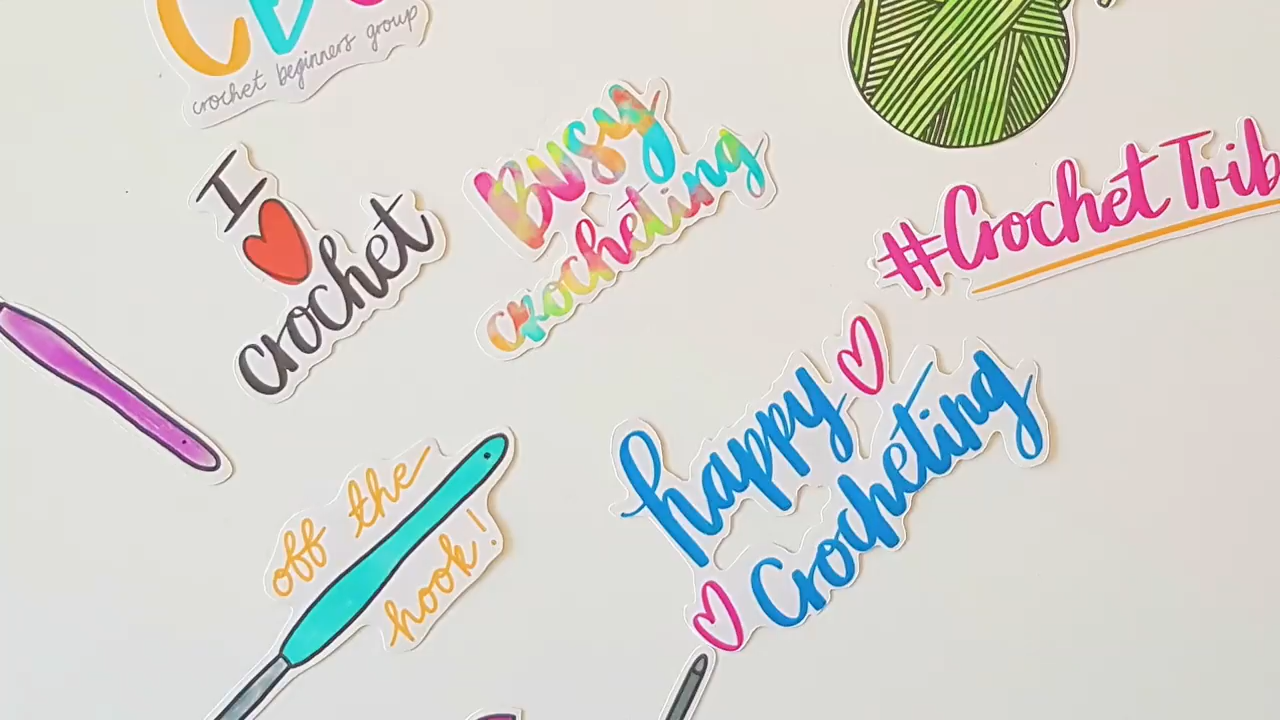 crochet beginners group
I
crochet
Busy
crocheting
#Crochet Trib
happy
Crocheting
off the
hook!